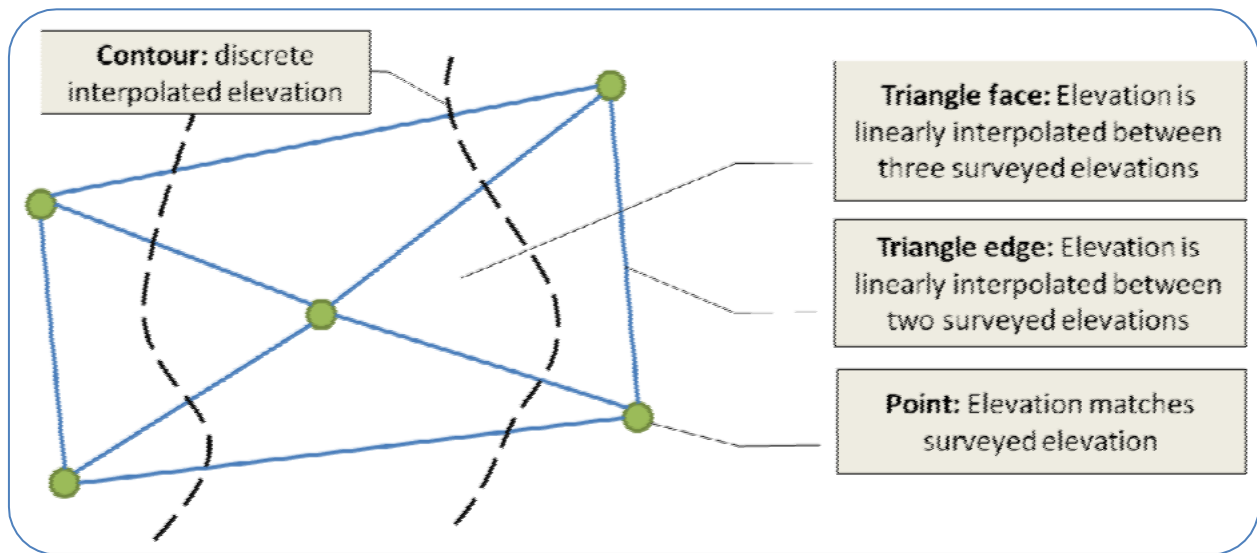 Contour: discrete
interpolated elevation
Triangle face: Elevation is
linearly interpolated between
three surveyed elevations
Triangle edge: Elevation is
linearly interpolated between
two surveyed elevations
Point: Elevation matches
surveyed elevation